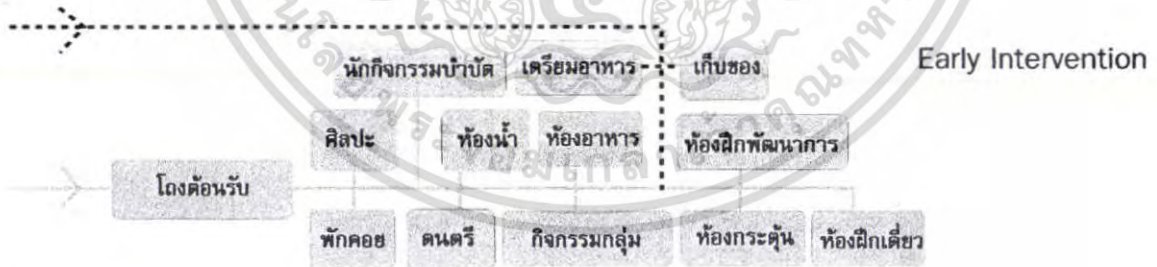 นักกิจกรรมบำบัด เตรียมอาหาร เก็บของ Early Intervention
ศิลปะ ห้องน้ำ ห้องอาหาร ห้องฝึกพัฒนาการ
โถงต้อนรับ
พักคอย ดนตรี กิจกรรมกลุ่ม ห้องกระตุ้น ห้องฝึกเดี่ยว